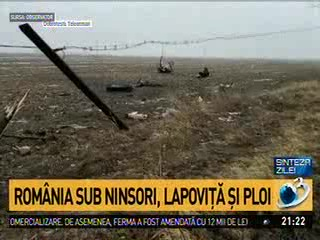 SURSA: OBSERVATOR
SINTEZA
ZILEI
ROMÂNIA SUB NINSORI, LAPOVIȚĂ ȘI PLOI
OMERCIALIZARE. DE ASEMENEA, FERMA A FOST AMENDATĂ CU 12 MII DE LEI
21:22